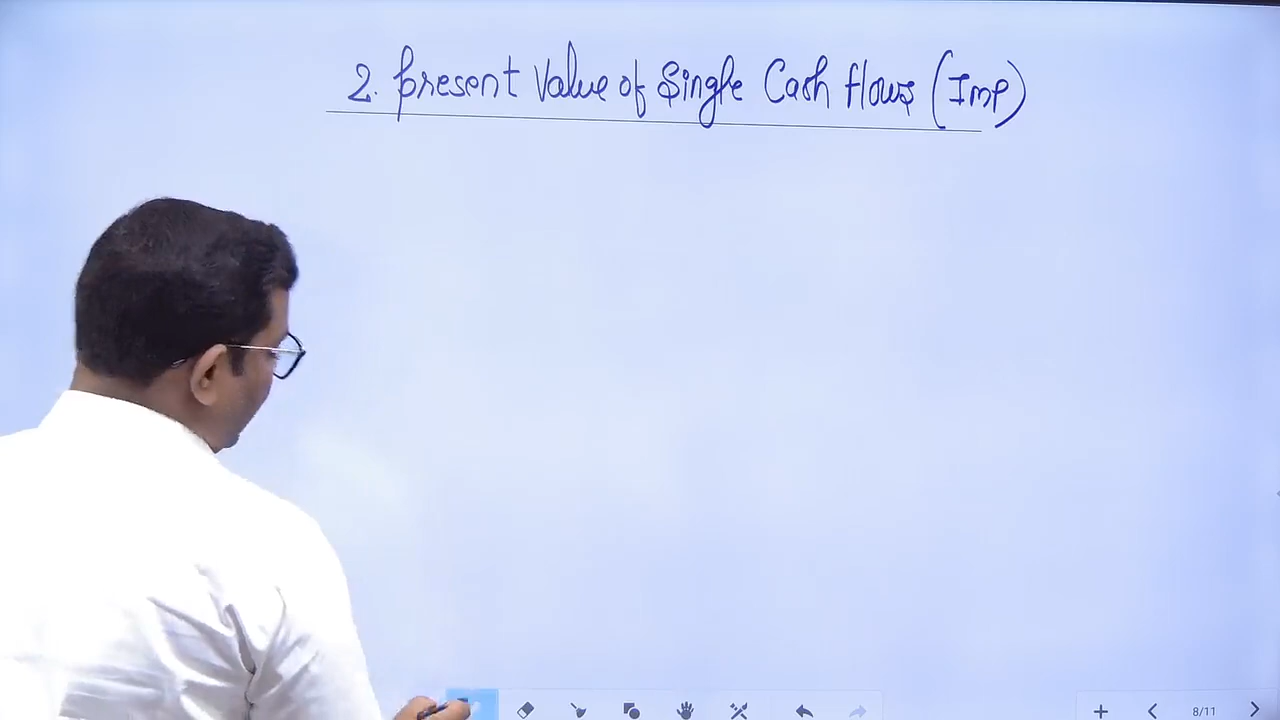 2. Present Value of Single Cash flows (Imp)
8/11